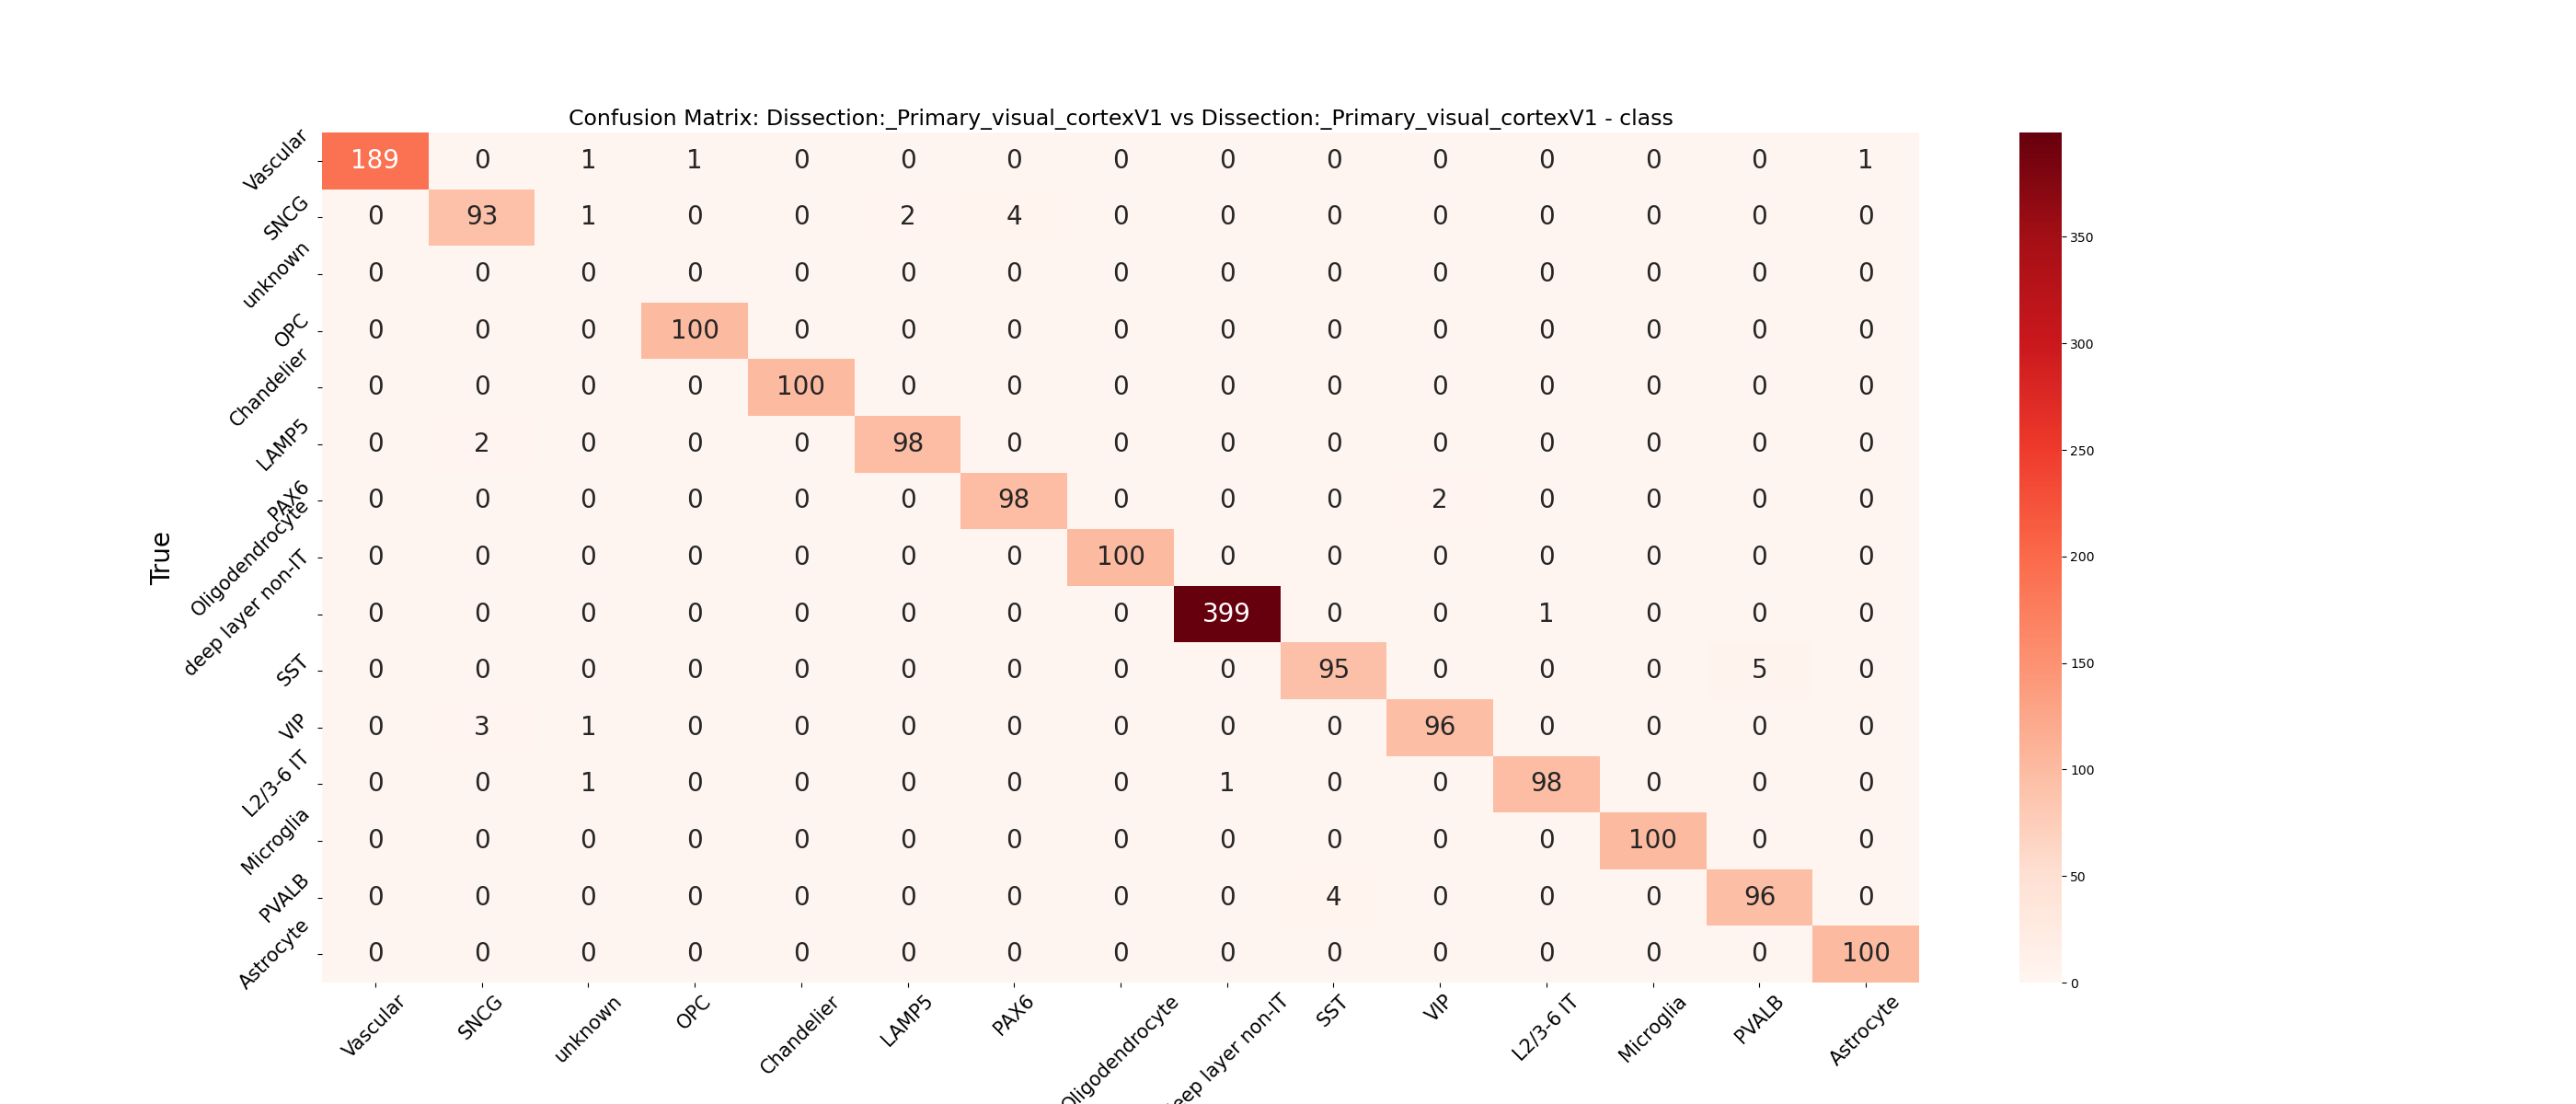 Confusion Matrix: Dissection:_Primary_visual_cortexV1 vs Dissection:_Primary_visual_cortexV1 - class
Vascular 189 0 1 1 0 0 0 0 0 0 0 0 0 0 1
SNCG 0 93 1 0 0 2 4 0 0 0 0 0 0 0 0
unknown 0 0 0 0 0 0 0 0 0 0 0 0 0 0 0
OPC 0 0 0 100 0 0 0 0 0 0 0 0 0 0 0
Chandelier 0 0 0 0 100 0 0 0 0 0 0 0 0 0 0
LAMP5 0 2 0 0 0 98 0 0 0 0 0 0 0 0 0
PAX6 0 0 0 0 0 0 98 0 0 0 2 0 0 0 0
Oligodendrocyte 0 0 0 0 0 0 0 100 0 0 0 0 0 0 0
deep layer non-IT 0 0 0 0 0 0 0 0 399 0 0 1 0 0 0
SST 0 0 0 0 0 0 0 0 0 95 0 0 0 5 0
VIP 0 3 1 0 0 0 0 0 0 0 96 0 0 0 0
L2/3-6 IT 0 0 1 0 0 0 0 0 1 0 0 98 0 0 0
Microglia 0 0 0 0 0 0 0 0 0 0 0 0 100 0 0
PVALB 0 0 0 0 0 0 0 0 0 4 0 0 0 96 0
Astrocyte 0 0 0 0 0 0 0 0 0 0 0 0 0 0 100
True
Vascular SNCG unknown OPC Chandelier LAMP5 PAX6 Oligodendrocyte eep layer non-IT SST VIP L2/3-6 IT Microglia PVALB Astrocyte
350
300
250
200
150
100
50
0